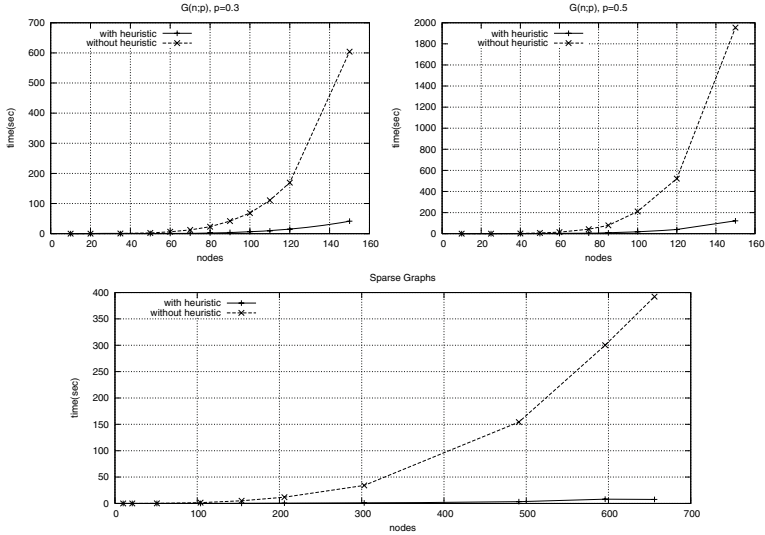 G(n;p), p=0.3
700
600
500
400
300
200
100
0
time(sec)
with heuristic
without heuristic
0 20 40 60 80 100 120 140 160
nodes
G(n;p), p=0.5
2000
1800
1600
1400
1200
1000
800
600
400
200
0
time(sec)
with heuristic
without heuristic
0 20 40 60 80 100 120 140 160
nodes
Sparse Graphs
400
350
300
250
200
150
100
50
0
time(sec)
with heuristic
without heuristic
0 100 200 300 400 500 600 700
nodes